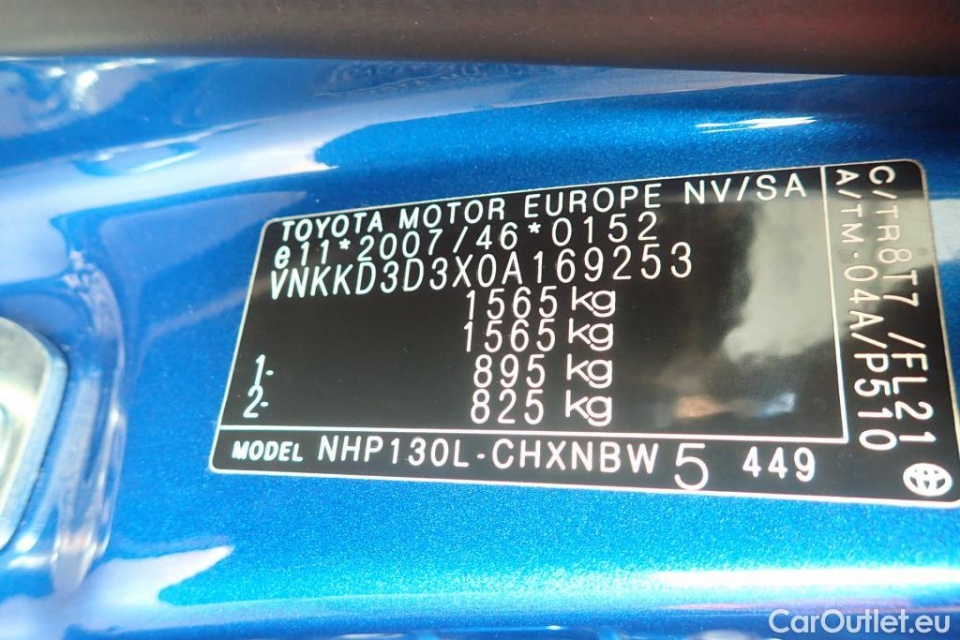 TOYOTA MOTOR EUROPE NV/SA
e11*2007/46*0152
VNKKD3D3X0A169253
1565 kg
1565 kg
1- 895 kg
2- 825 kg
MODEL NHP130L-CHXNBW 5 449
C/TR8T7 /FL21
A/TM-04A/P510
CarOutlet.eu